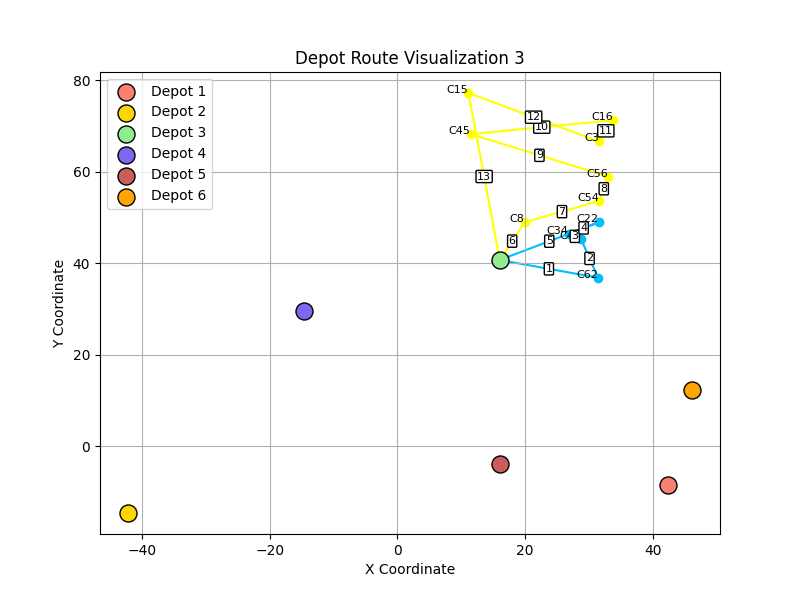 Depot Route Visualization 3
Depot 1
Depot 2
Depot 3
Depot 4
Depot 5
Depot 6
80
60
40
20
0
−40
−20
0
20
40
X Coordinate
Y Coordinate
C15
12
C16
C45
10
11
C3
9
13
C56
8
C54
7
C8
C22
4
C34
3
5
6
2
1
C62